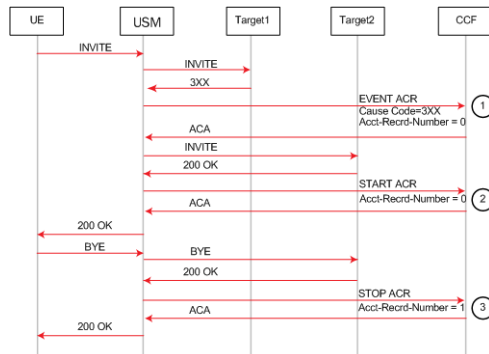 UE USM Target1 Target2 CCF
INVITE
INVITE
3XX
EVENT ACR
Cause Code=3XX
Acct-Recrd-Number = 0
1
ACA
INVITE
200 OK
START ACR
Acct-Recrd-Number = 0
2
ACA
200 OK
BYE
BYE
200 OK
STOP ACR
Acct-Recrd-Number = 1
3
ACA
200 OK